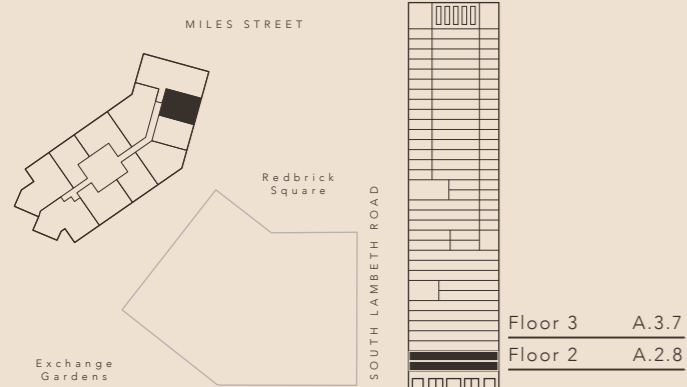 MILES STREET
Redbrick
Square
SOUTH LAMBETH ROAD
Floor 3 A.3.7
Floor 2 A.2.8
Exchange
Gardens